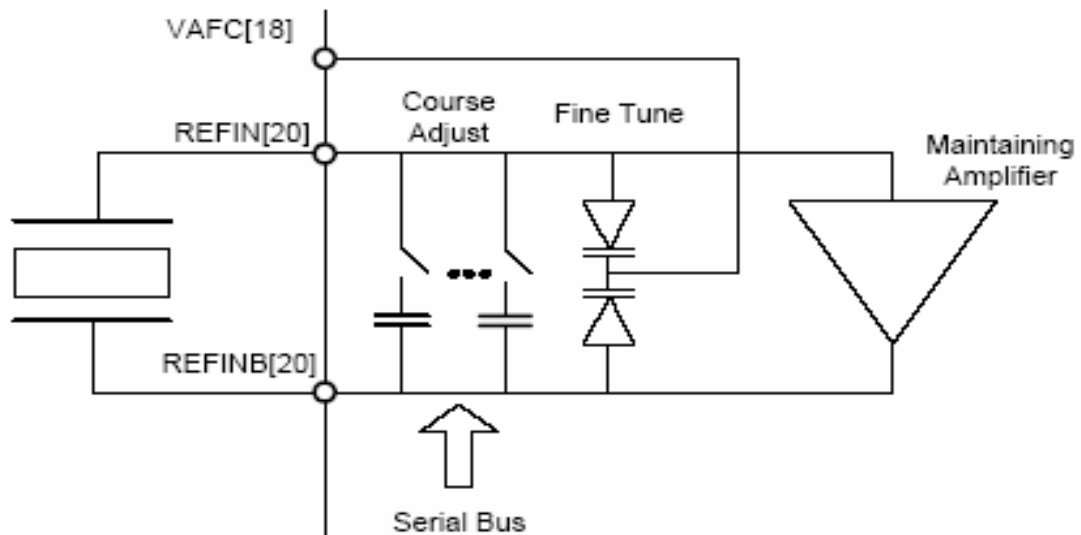 VAFC[18]
REFIN[20]
Course
Adjust
Fine Tune
Maintaining
Amplifier
REFINB[20]
Serial Bus